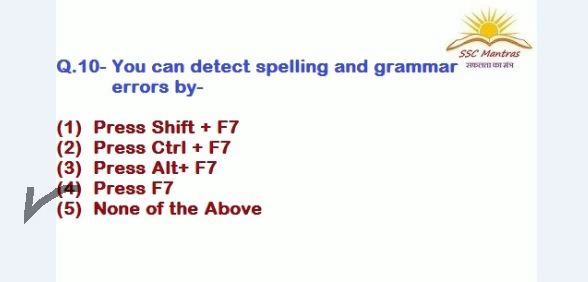 SSC Mantras
सफलता का मंत्र
Q.10- You can detect spelling and grammar
errors by-
(1) Press Shift + F7
(2) Press Ctrl + F7
(3) Press Alt+ F7
(4) Press F7
(5) None of the Above